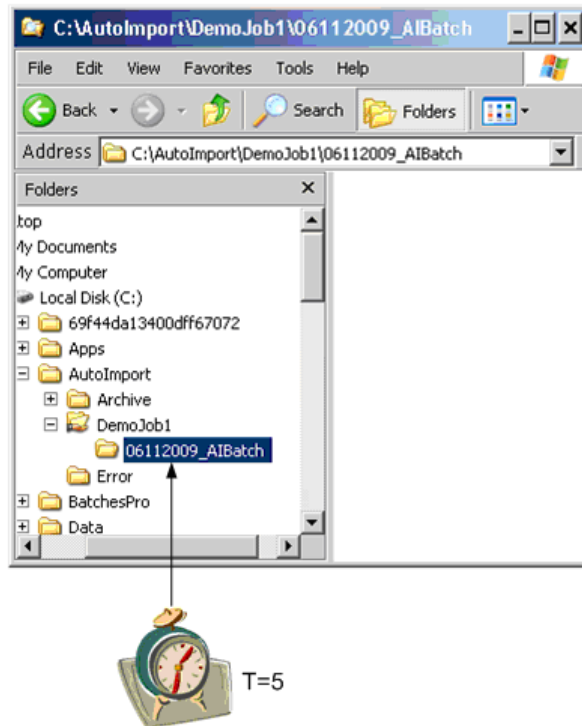 C:\AutoImport\DemoJob1\06112009_AIBatch
File Edit View Favorites Tools Help
Back Search Folders
Address C:\AutoImport\DemoJob1\06112009_AIBatch
Folders
top
My Documents
My Computer
Local Disk (C:)
69f44da13400dff67072
Apps
AutoImport
Archive
DemoJob1
06112009_AIBatch
Error
BatchesPro
Data
T=5